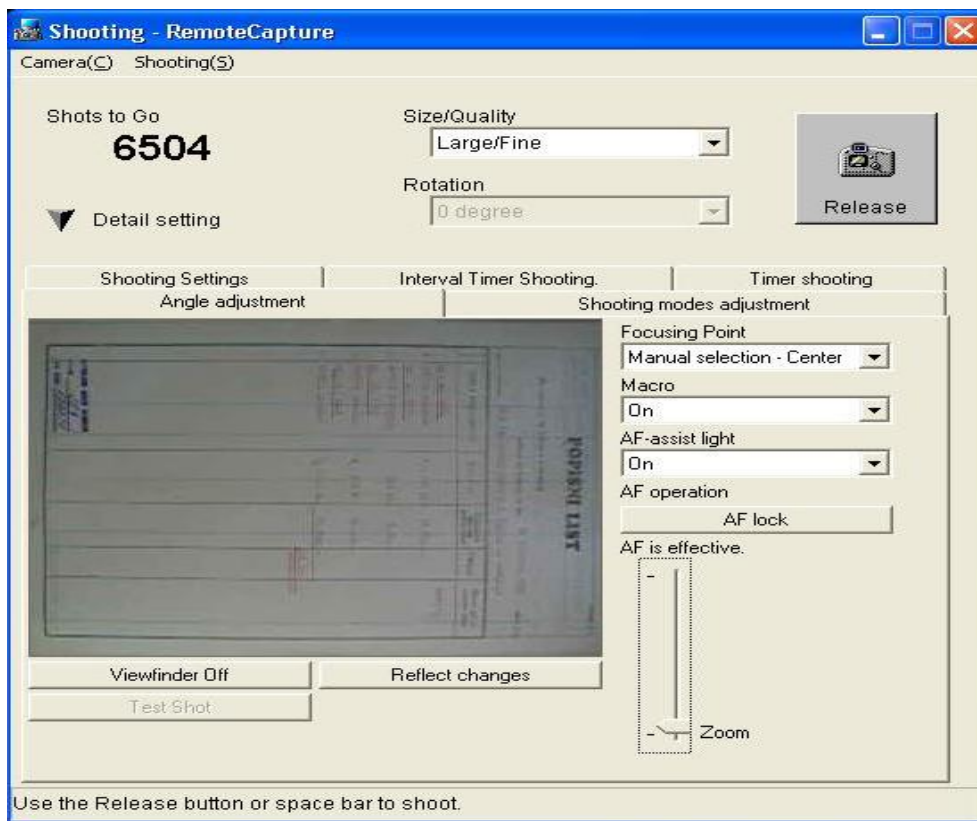 Shooting - RemoteCapture
Camera(C) Shooting(S)
Shots to Go
6504
Size/Quality
Large/Fine
Rotation
0 degree
Release
Detail setting
Shooting Settings
Interval Timer Shooting.
Timer shooting
Angle adjustment
Shooting modes adjustment
POPISNI LIST
Focusing Point
Manual selection - Center
Macro
On
AF-assist light
On
AF operation
AF lock
AF is effective.
Zoom
Viewfinder Off
Reflect changes
Test Shot
Use the Release button or space bar to shoot.